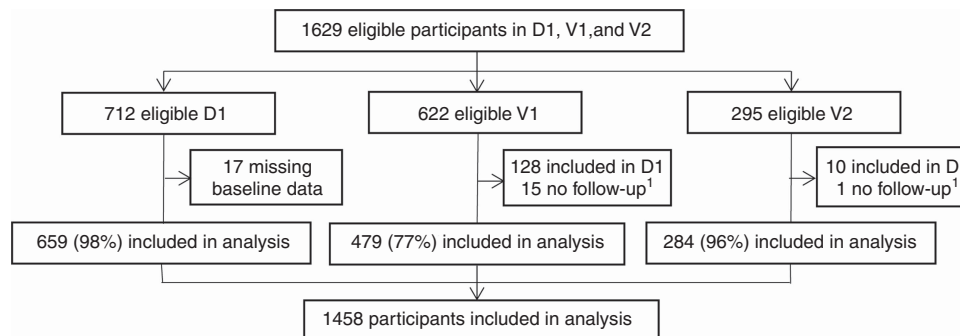 1629 eligible participants in D1, V1,and V2
712 eligible D1
622 eligible V1
295 eligible V2
17 missing
baseline data
128 included in D1
15 no follow-up¹
10 included in D
1 no follow-up¹
659 (98%) included in analysis
479 (77%) included in analysis
284 (96%) included in analysis
1458 participants included in analysis